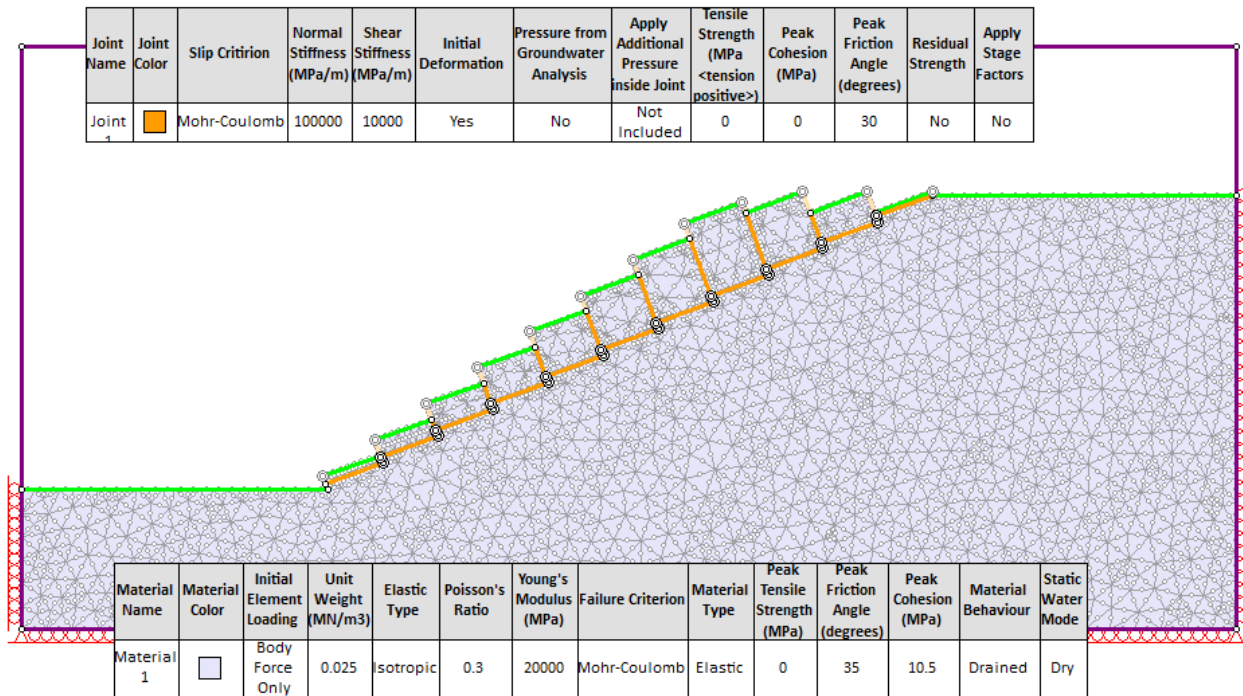 Joint Name Joint Color Slip Critirion Normal Stiffness (MPa/m) Shear Stiffness (MPa/m) Initial Deformation Pressure from Groundwater Analysis Apply Additional Pressure inside Joint Tensile Strength (MPa <tension positive>) Peak Cohesion (MPa) Peak Friction Angle (degrees) Residual Strength Apply Stage Factors
Joint 1 Mohr-Coulomb 100000 10000 Yes No Not Included 0 0 30 No No
Material Name Material Color Initial Element Loading Unit Weight (MN/m3) Elastic Type Poisson's Ratio Young's Modulus (MPa) Failure Criterion Material Type Peak Tensile Strength (MPa) Peak Friction Angle (degrees) Peak Cohesion (MPa) Material Behaviour Static Water Mode
Material 1 Body Force Only 0.025 Isotropic 0.3 20000 Mohr-Coulomb Elastic 0 35 10.5 Drained Dry